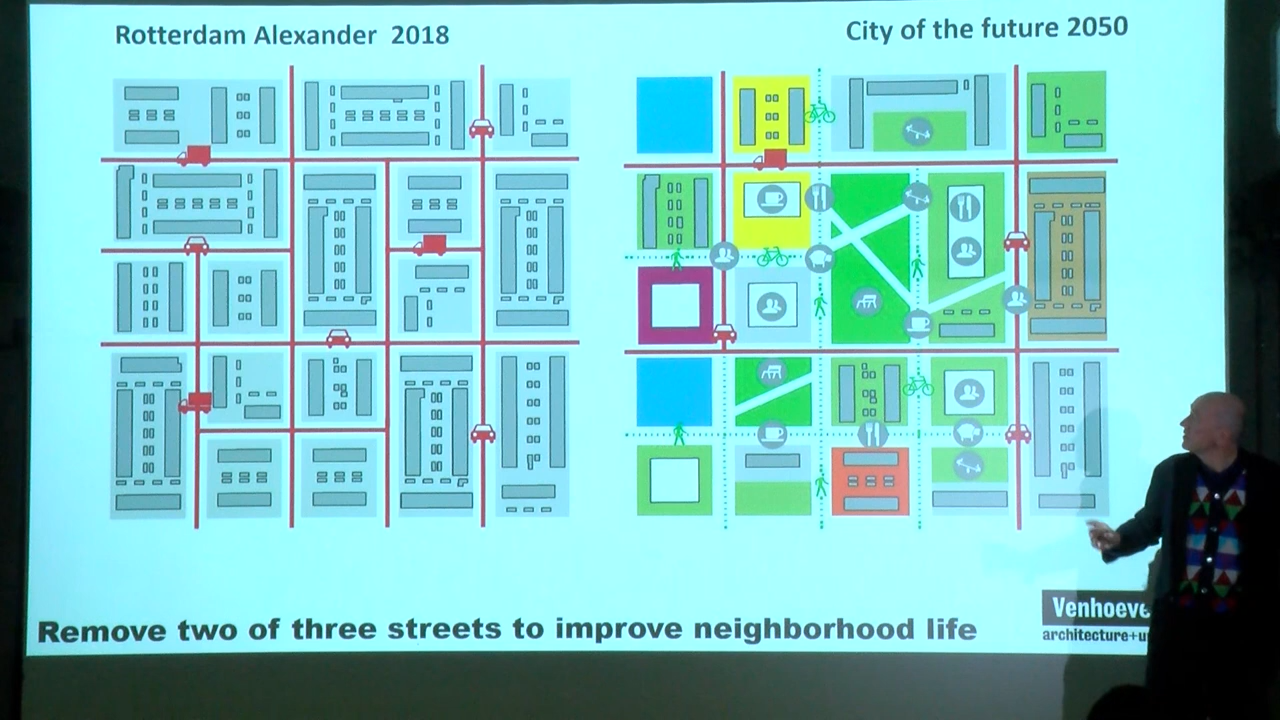 Rotterdam Alexander 2018
City of the future 2050
Remove two of three streets to improve neighborhood life
Venhoeve
architecture+u